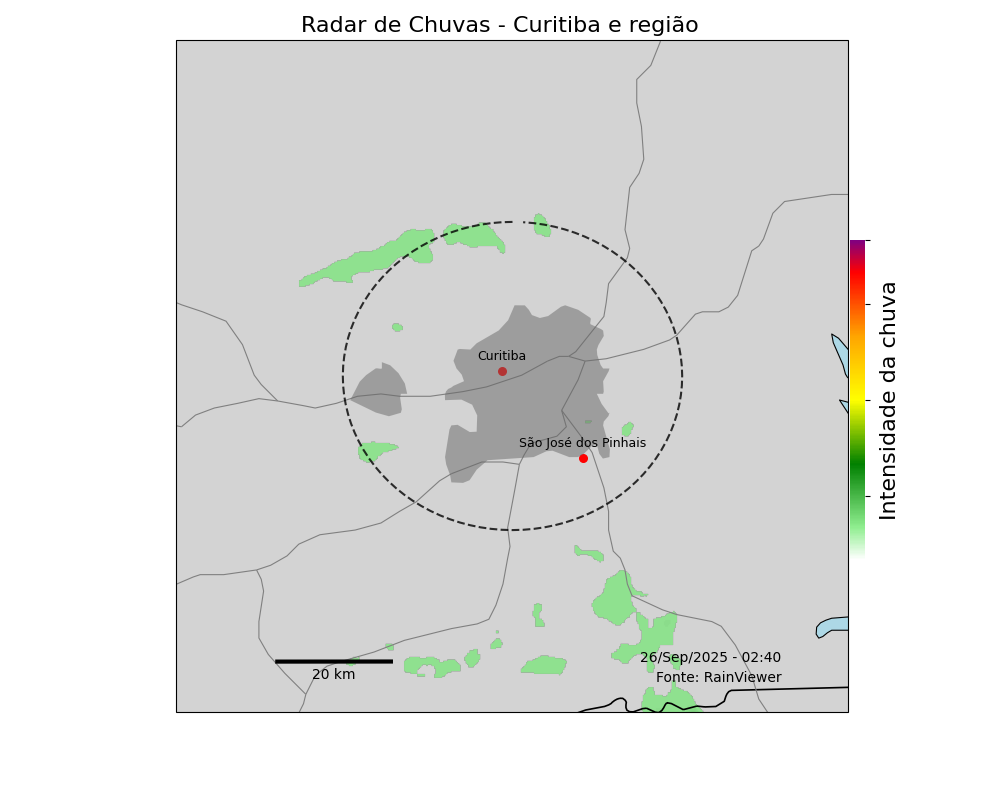 Radar de Chuvas - Curitiba e região
Curitiba
São José dos Pinhais
Intensidade da chuva
26/Sep/2025 - 02:40
Fonte: RainViewer
20 km